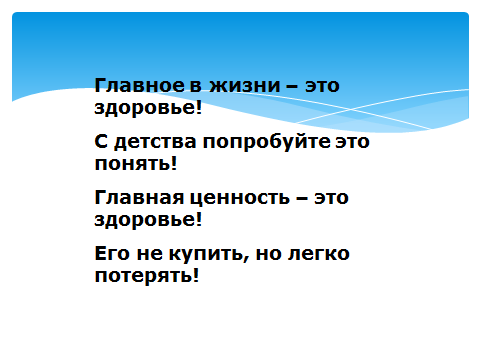 Главное в жизни – это
здоровье!
С детства попробуйте это
понять!
Главная ценность – это
здоровье!
Его не купить, но легко
потерять!